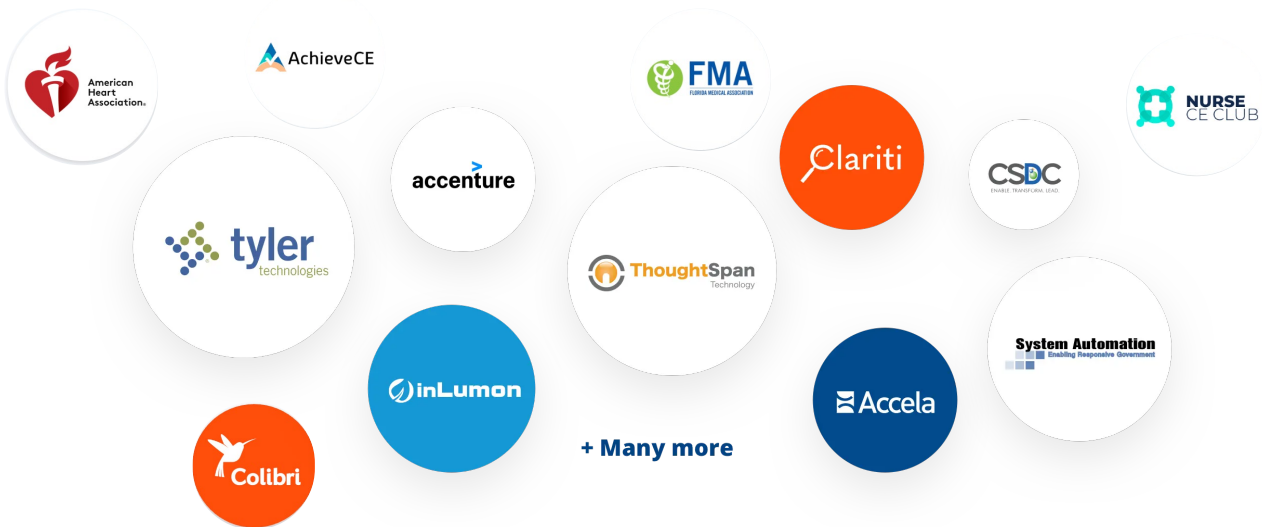 American
Heart
Association®
AchieveCE
FMA
FLORIDA MEDICAL ASSOCIATION
NURSE
CE CLUB
accenture
Clariti
CSDC
ENABLE. TRANSFORM. LEAD.
tyler
technologies
ThoughtSpan
Technology
System Automation
Enabling Responsive Government
inLumon
Accela
+ Many more
Colibri